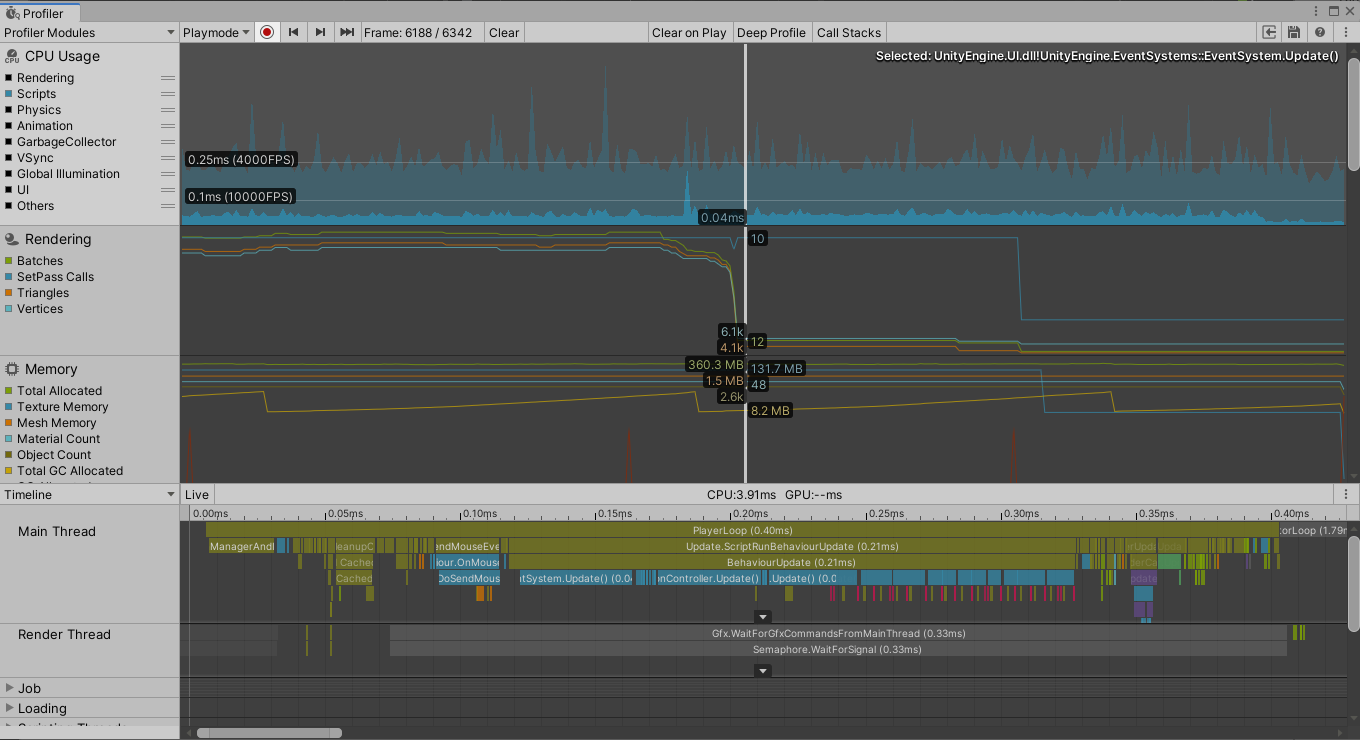 Profiler
Profiler Modules
Playmode
Frame: 6188 / 6342
Clear
Clear on Play
Deep Profile
Call Stacks
CPU Usage
Selected: UnityEngine.UI.dll!UnityEngine.EventSystems::EventSystem.Update()
Rendering
Scripts
Physics
Animation
GarbageCollector
VSync
Global Illumination
UI
Others
0.25ms (4000FPS)
0.1ms (10000FPS)
0.04ms
Rendering
Batches
SetPass Calls
Triangles
Vertices
10
6.1k
12
4.1k
Memory
Total Allocated
Texture Memory
Mesh Memory
Material Count
Object Count
Total GC Allocated
360.3 MB
131.7 MB
1.5 MB
48
2.6k
8.2 MB
Timeline
Live
CPU:3.91ms GPU:--ms
0.00ms
0.05ms
0.10ms
0.15ms
0.20ms
0.25ms
0.30ms
0.35ms
0.40ms
Main Thread
PlayerLoop (0.40ms)
torLoop (1.79m
ManagerAndI
leanupC
endMouseEve
Update.ScriptRunBehaviourUpdate (0.21ms)
Cache
iour.OnMouse
BehaviourUpdate (0.21ms)
Cached
DoSendMous
tSystem.Update() (0.0
nController.Update()
.Update() (0.0
Render Thread
Gfx.WaitForGfxCommandsFromMainThread (0.33ms)
Semaphore.WaitForSignal (0.33ms)
Job
Loading